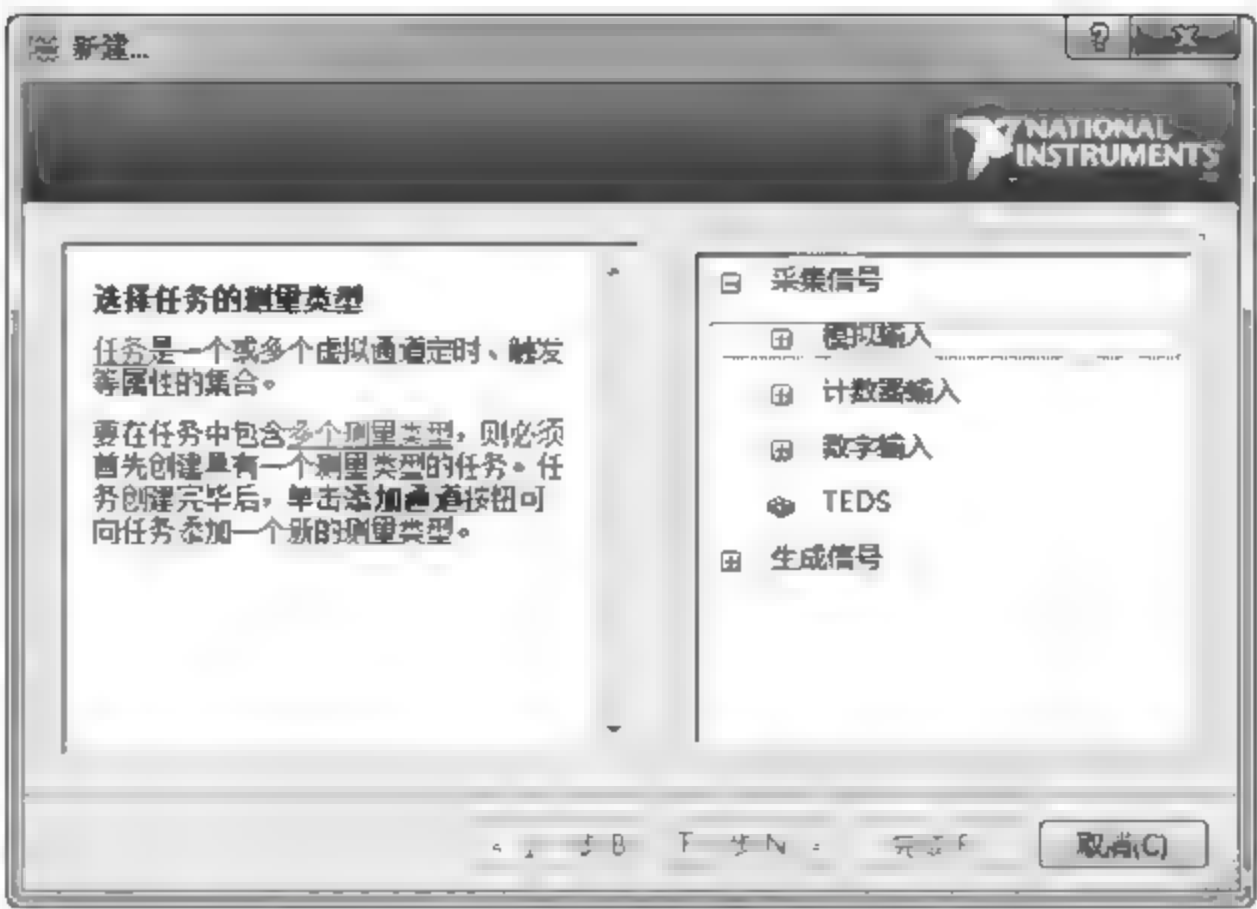 新建...
NATIONAL
INSTRUMENTS
选择任务的测量类型
任务是一个或多个虚拟通道定时、触发
等属性的集合。
要在任务中包含多个测量类型，则必须
首先创建具有一个测量类型的任务。任
务创建完毕后，单击添加通道按钮可
向任务添加一个新的测量类型。
采集信号
模拟输入
计数器输入
数字输入
TEDS
生成信号
取消(C)